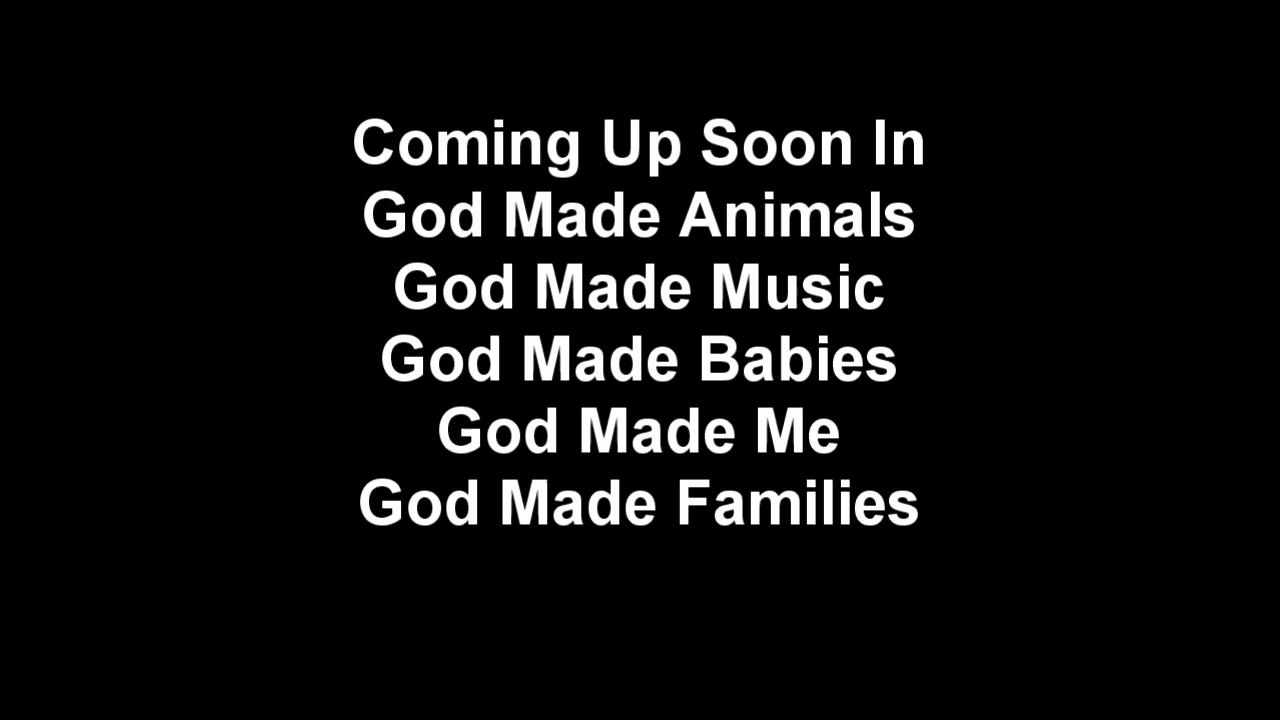 Coming Up Soon In
God Made Animals
God Made Music
God Made Babies
God Made Me
God Made Families